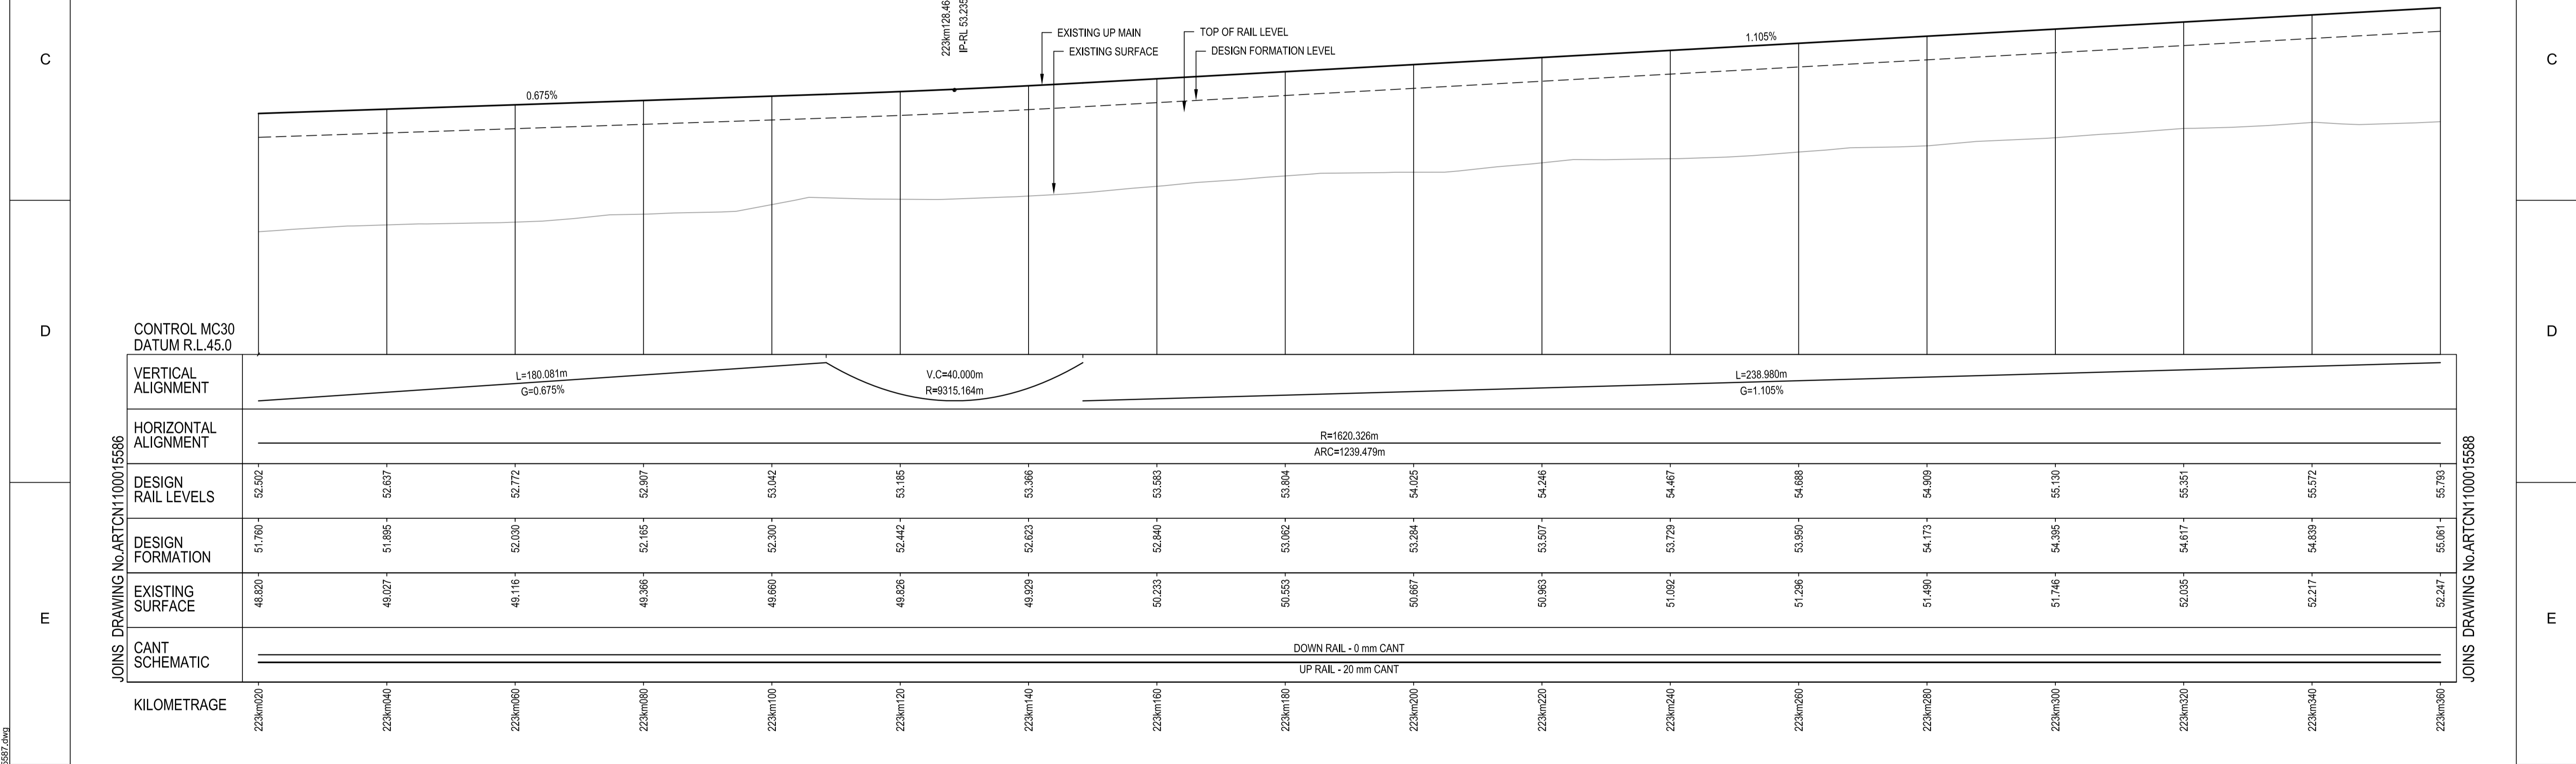 223km128.46
IP-RL 53.235
EXISTING UP MAIN
EXISTING SURFACE
TOP OF RAIL LEVEL
DESIGN FORMATION LEVEL
0.675%
1.105%
C
C
D
D
E
E
CONTROL MC30
DATUM R.L.45.0
VERTICAL
ALIGNMENT
L=180.081m
G=0.675%
V.C=40.000m
R=9315.164m
L=238.980m
G=1.105%
HORIZONTAL
ALIGNMENT
R=1620.326m
ARC=1239.479m
DESIGN
RAIL LEVELS
52.502 52.637 52.772 52.907 53.042 53.185 53.366 53.583 53.804 54.025 54.246 54.467 54.688 54.909 55.130 55.351 55.572 55.793
DESIGN
FORMATION
51.760 51.895 52.030 52.165 52.300 52.442 52.623 52.840 53.062 53.284 53.507 53.729 53.950 54.173 54.395 54.617 54.839 55.061
EXISTING
SURFACE
48.820 49.027 49.116 49.366 49.660 49.826 49.929 50.233 50.553 50.667 50.963 51.092 51.296 51.490 51.746 52.035 52.217 52.247
CANT
SCHEMATIC
DOWN RAIL - 0 mm CANT
UP RAIL - 20 mm CANT
KILOMETRAGE
223km020 223km040 223km060 223km080 223km100 223km120 223km140 223km160 223km180 223km200 223km220 223km240 223km260 223km280 223km300 223km320 223km340 223km360
JOINS DRAWING No.ARTCN1100015586
JOINS DRAWING No.ARTCN1100015588
5587.dwg